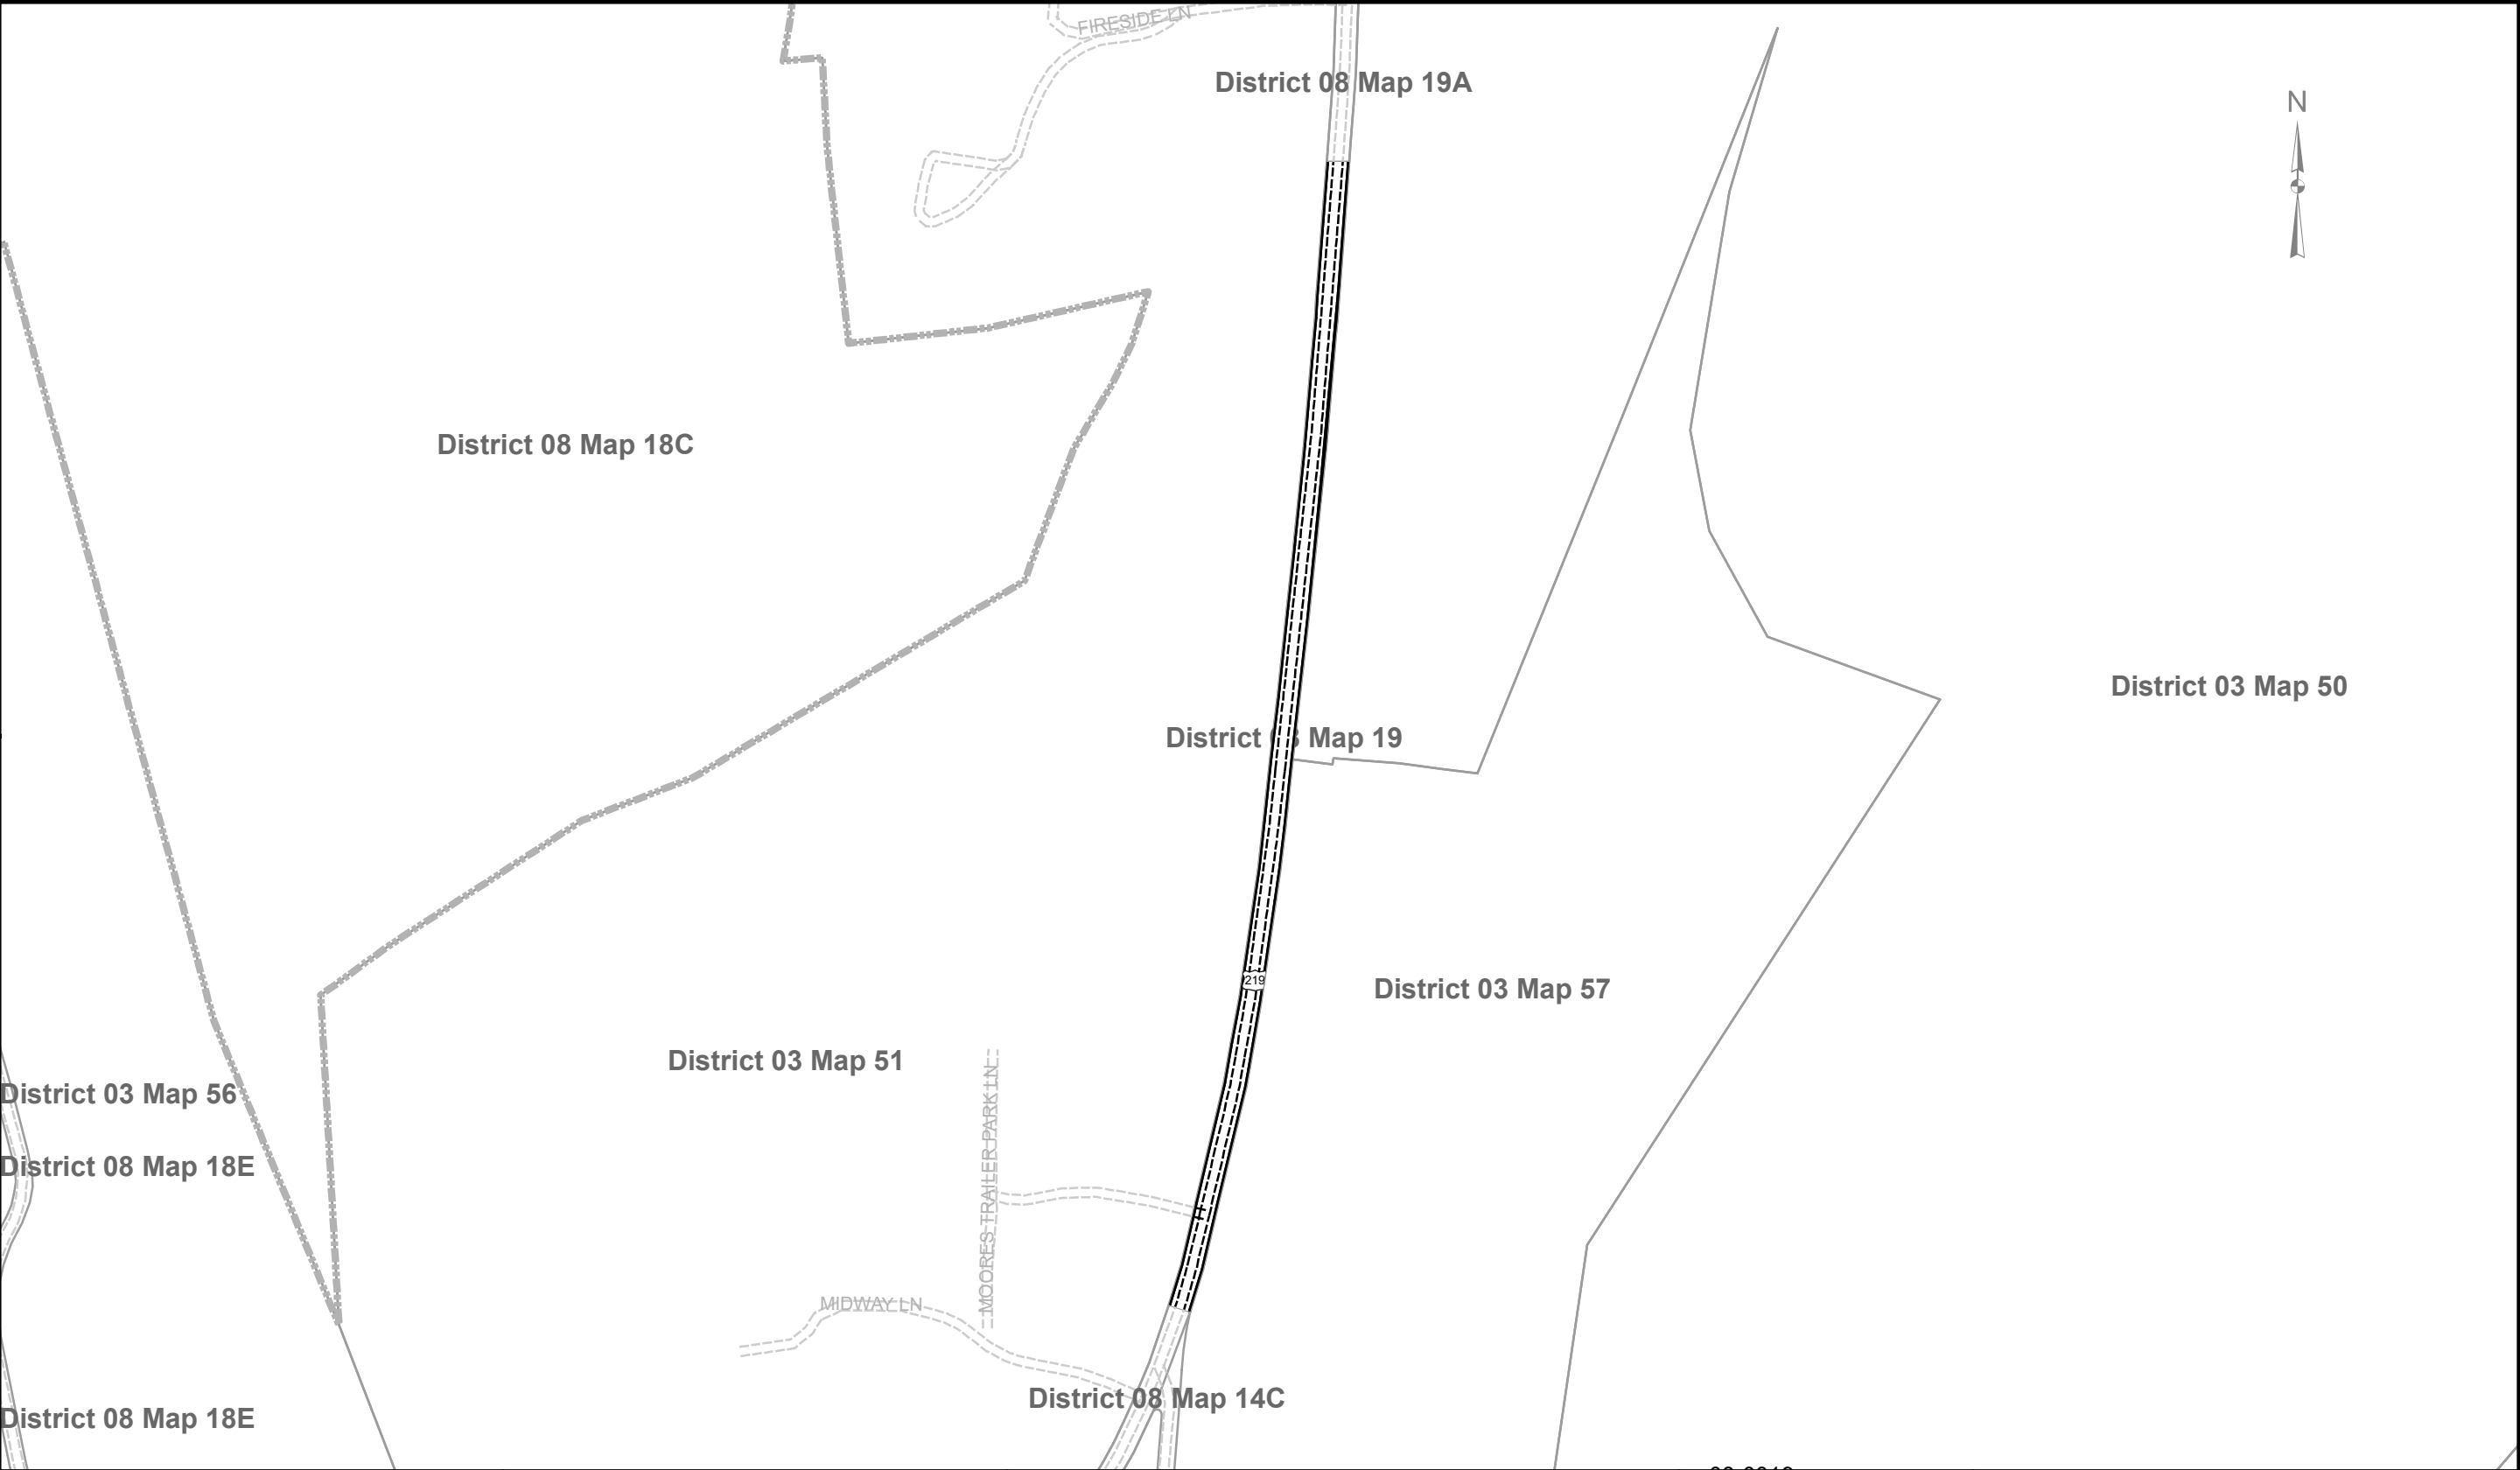 FIRESIDE LN
District 08 Map 19A
N
District 08 Map 18C
District 03 Map 50
District Map 19
219
District 03 Map 57
District 03 Map 51
MOORES TRAILER PARK LN
District 03 Map 56
District 08 Map 18E
MIDWAY LN
District 08 Map 14C
District 08 Map 18E